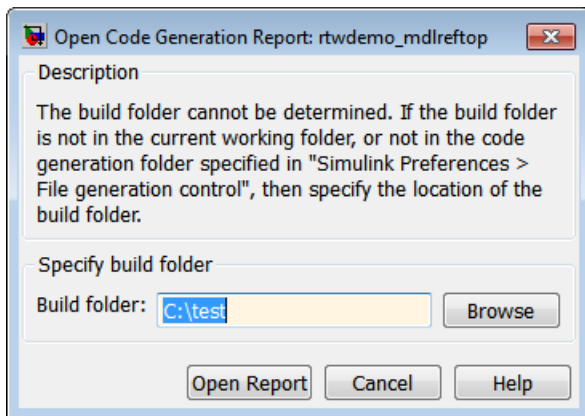 Open Code Generation Report: rtwdemo_mdlreftop
Description
The build folder cannot be determined. If the build folder
is not in the current working folder, or not in the code
generation folder specified in "Simulink Preferences >
File generation control", then specify the location of the
build folder.
Specify build folder
Build folder: C:\test Browse
Open Report Cancel Help